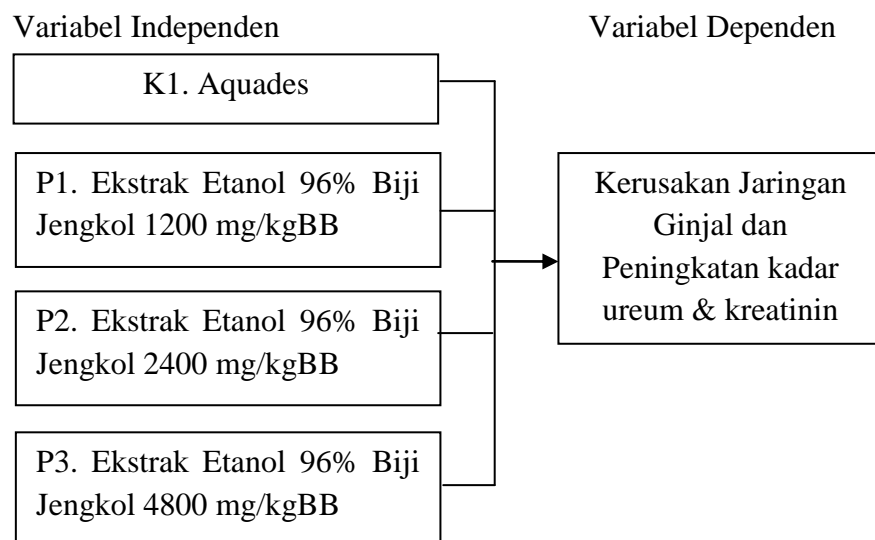 Variabel Independen
Variabel Dependen
K1. Aquades
P1. Ekstrak Etanol 96% Biji
Jengkol 1200 mg/kgBB
P2. Ekstrak Etanol 96% Biji
Jengkol 2400 mg/kgBB
P3. Ekstrak Etanol 96% Biji
Jengkol 4800 mg/kgBB
Kerusakan Jaringan
Ginjal dan
Peningkatan kadar
ureum & kreatinin